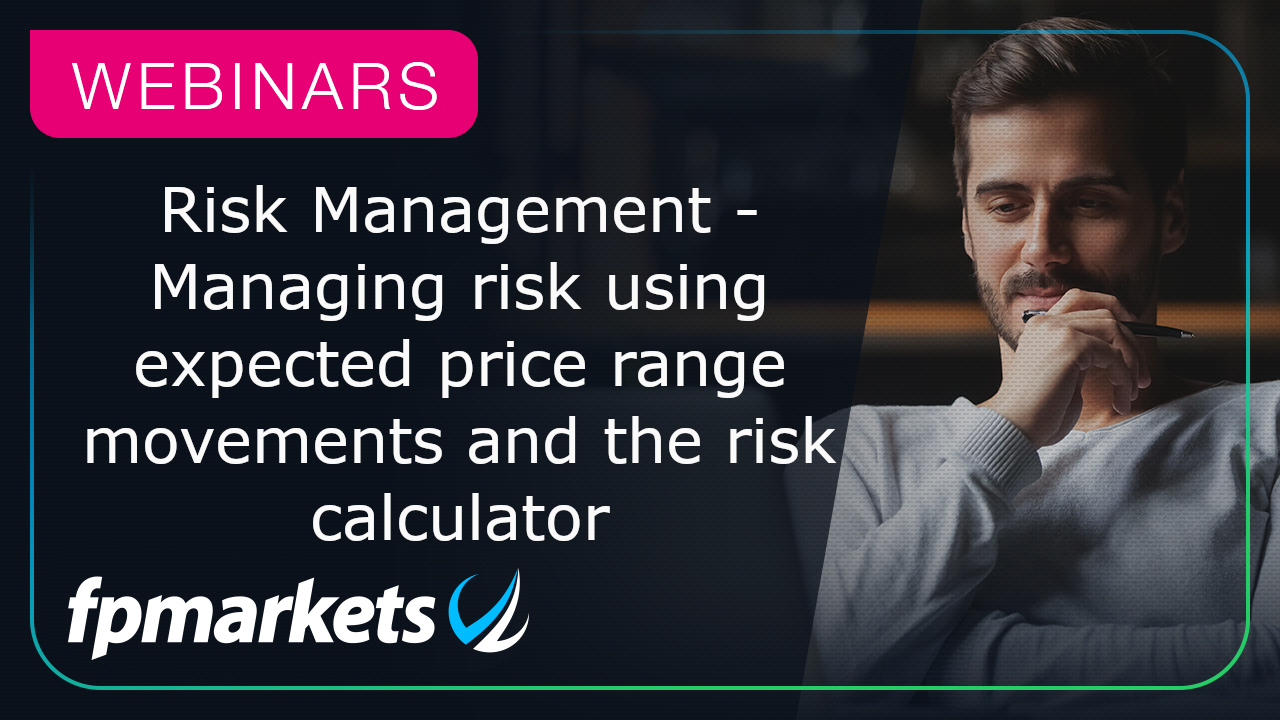 WEBINARS
Risk Management -
Managing risk using
expected price range
movements and the risk
calculator
fpmarkets